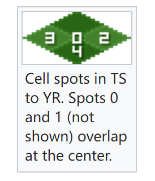 3 0 2
4
Cell spots in TS
to YR. Spots 0
and 1 (not
shown) overlap
at the center.